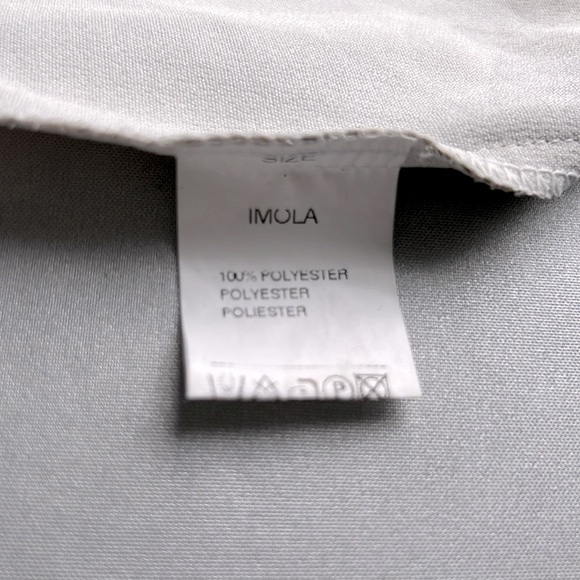 SIZE
IMOLA
100% POLYESTER
POLYESTER
POLIESTER
P